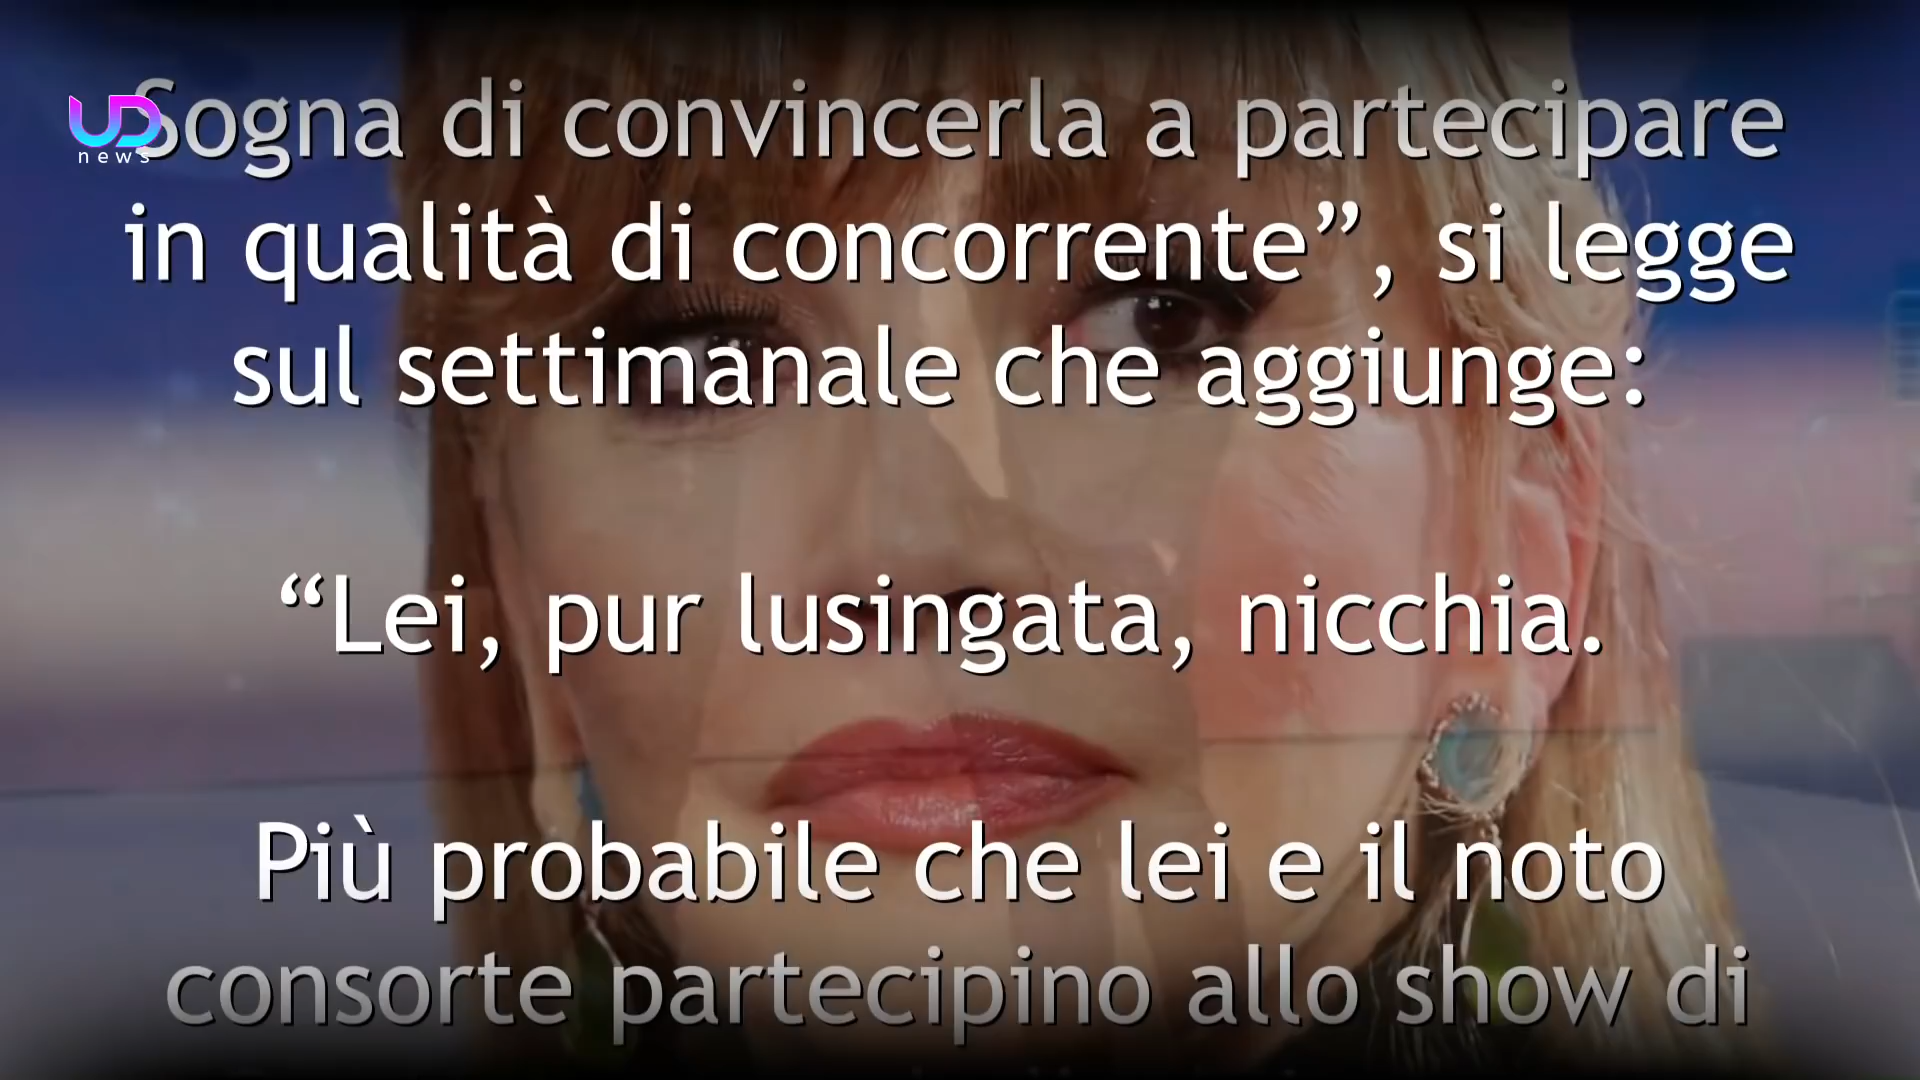 UD
news
Sogna di convincerla a partecipare
in qualità di concorrente”, si legge
sul settimanale che aggiunge:
“Lei, pur lusingata, nicchia.
Più probabile che lei e il noto
consorte partecipino allo show di